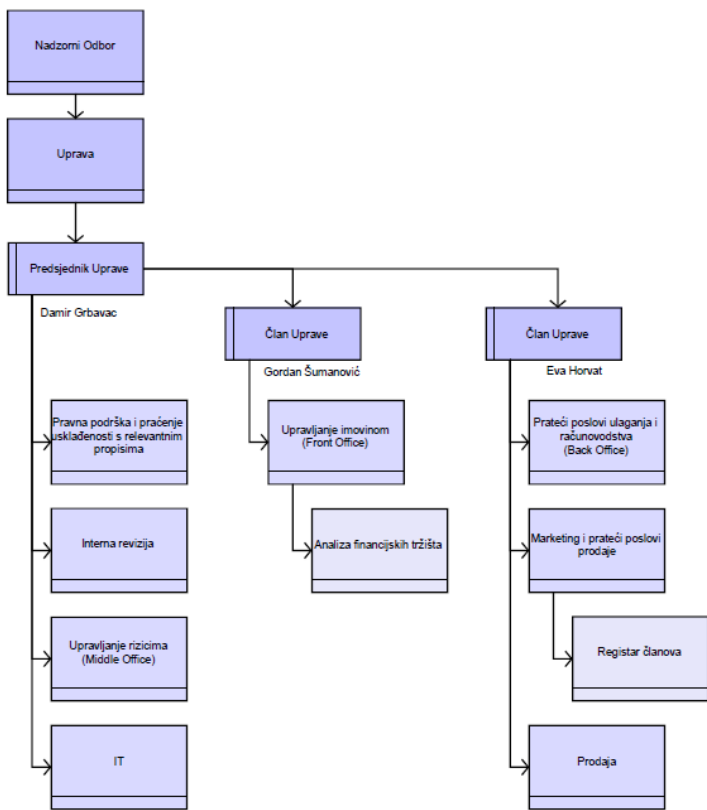 Nadzorni Odbor
Uprava
Predsjednik Uprave
Damir Grbavac
Član Uprave
Gordan Šumanović
Član Uprave
Eva Horvat
Pravna podrška i praćenje
usklađenosti s relevantnim
propisima
Interna revizija
Upravljanje rizicima
(Middle Office)
IT
Upravljanje imovinom
(Front Office)
Analiza financijskih tržišta
Prateći poslovi ulaganja i
računovodstva
(Back Office)
Marketing i prateći poslovi
prodaje
Registar članova
Prodaja